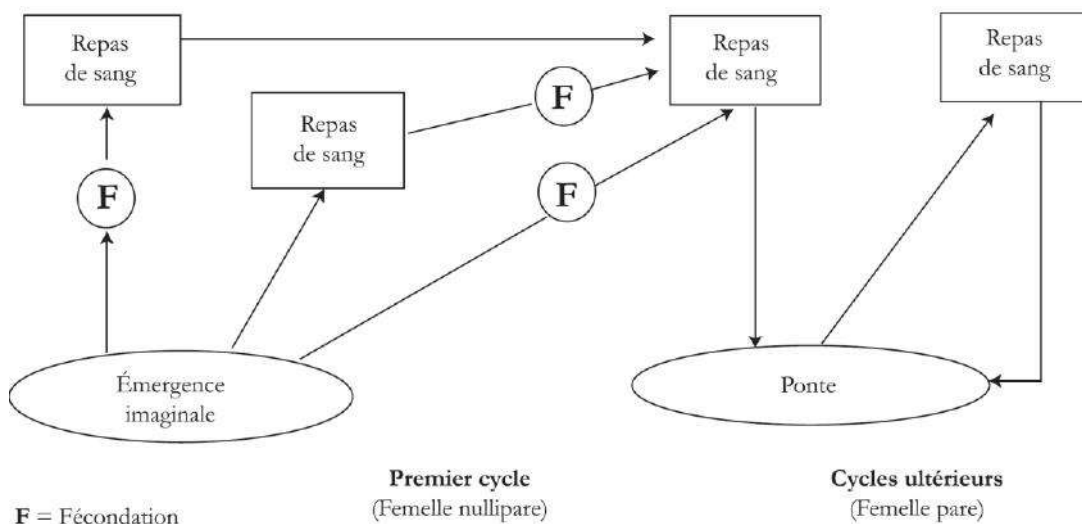 Repas
de sang
Repas
de sang
Repas
de sang
Repas
de sang
F
F
F
Émergence
imaginale
Ponte
Premier cycle
(Femelle nullipare)
Cycles ultérieurs
(Femelle pare)
F = Fécondation